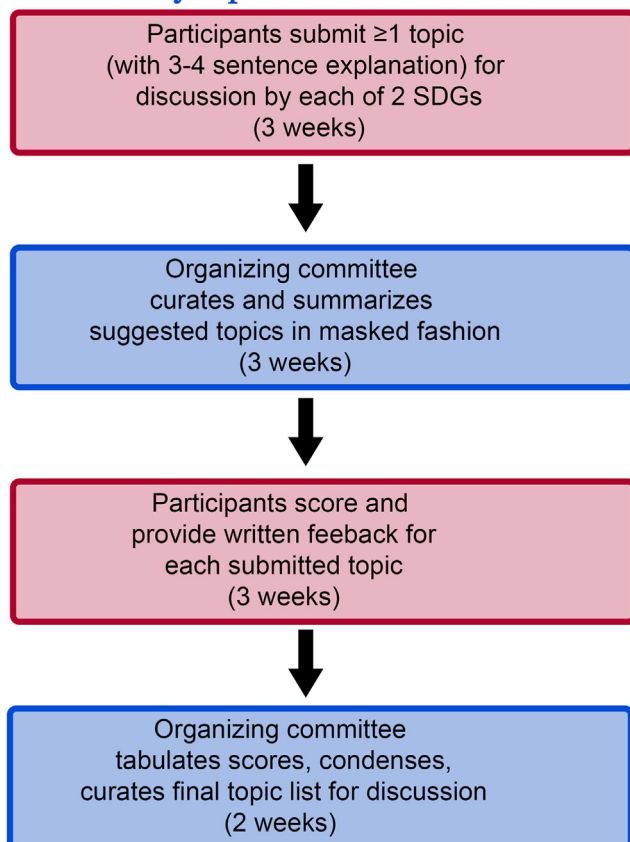 Participants submit ≥1 topic
(with 3-4 sentence explanation) for
discussion by each of 2 SDGs
(3 weeks)
Organizing committee
curates and summarizes
suggested topics in masked fashion
(3 weeks)
Participants score and
provide written feeback for
each submitted topic
(3 weeks)
Organizing committee
tabulates scores, condenses,
curates final topic list for discussion
(2 weeks)